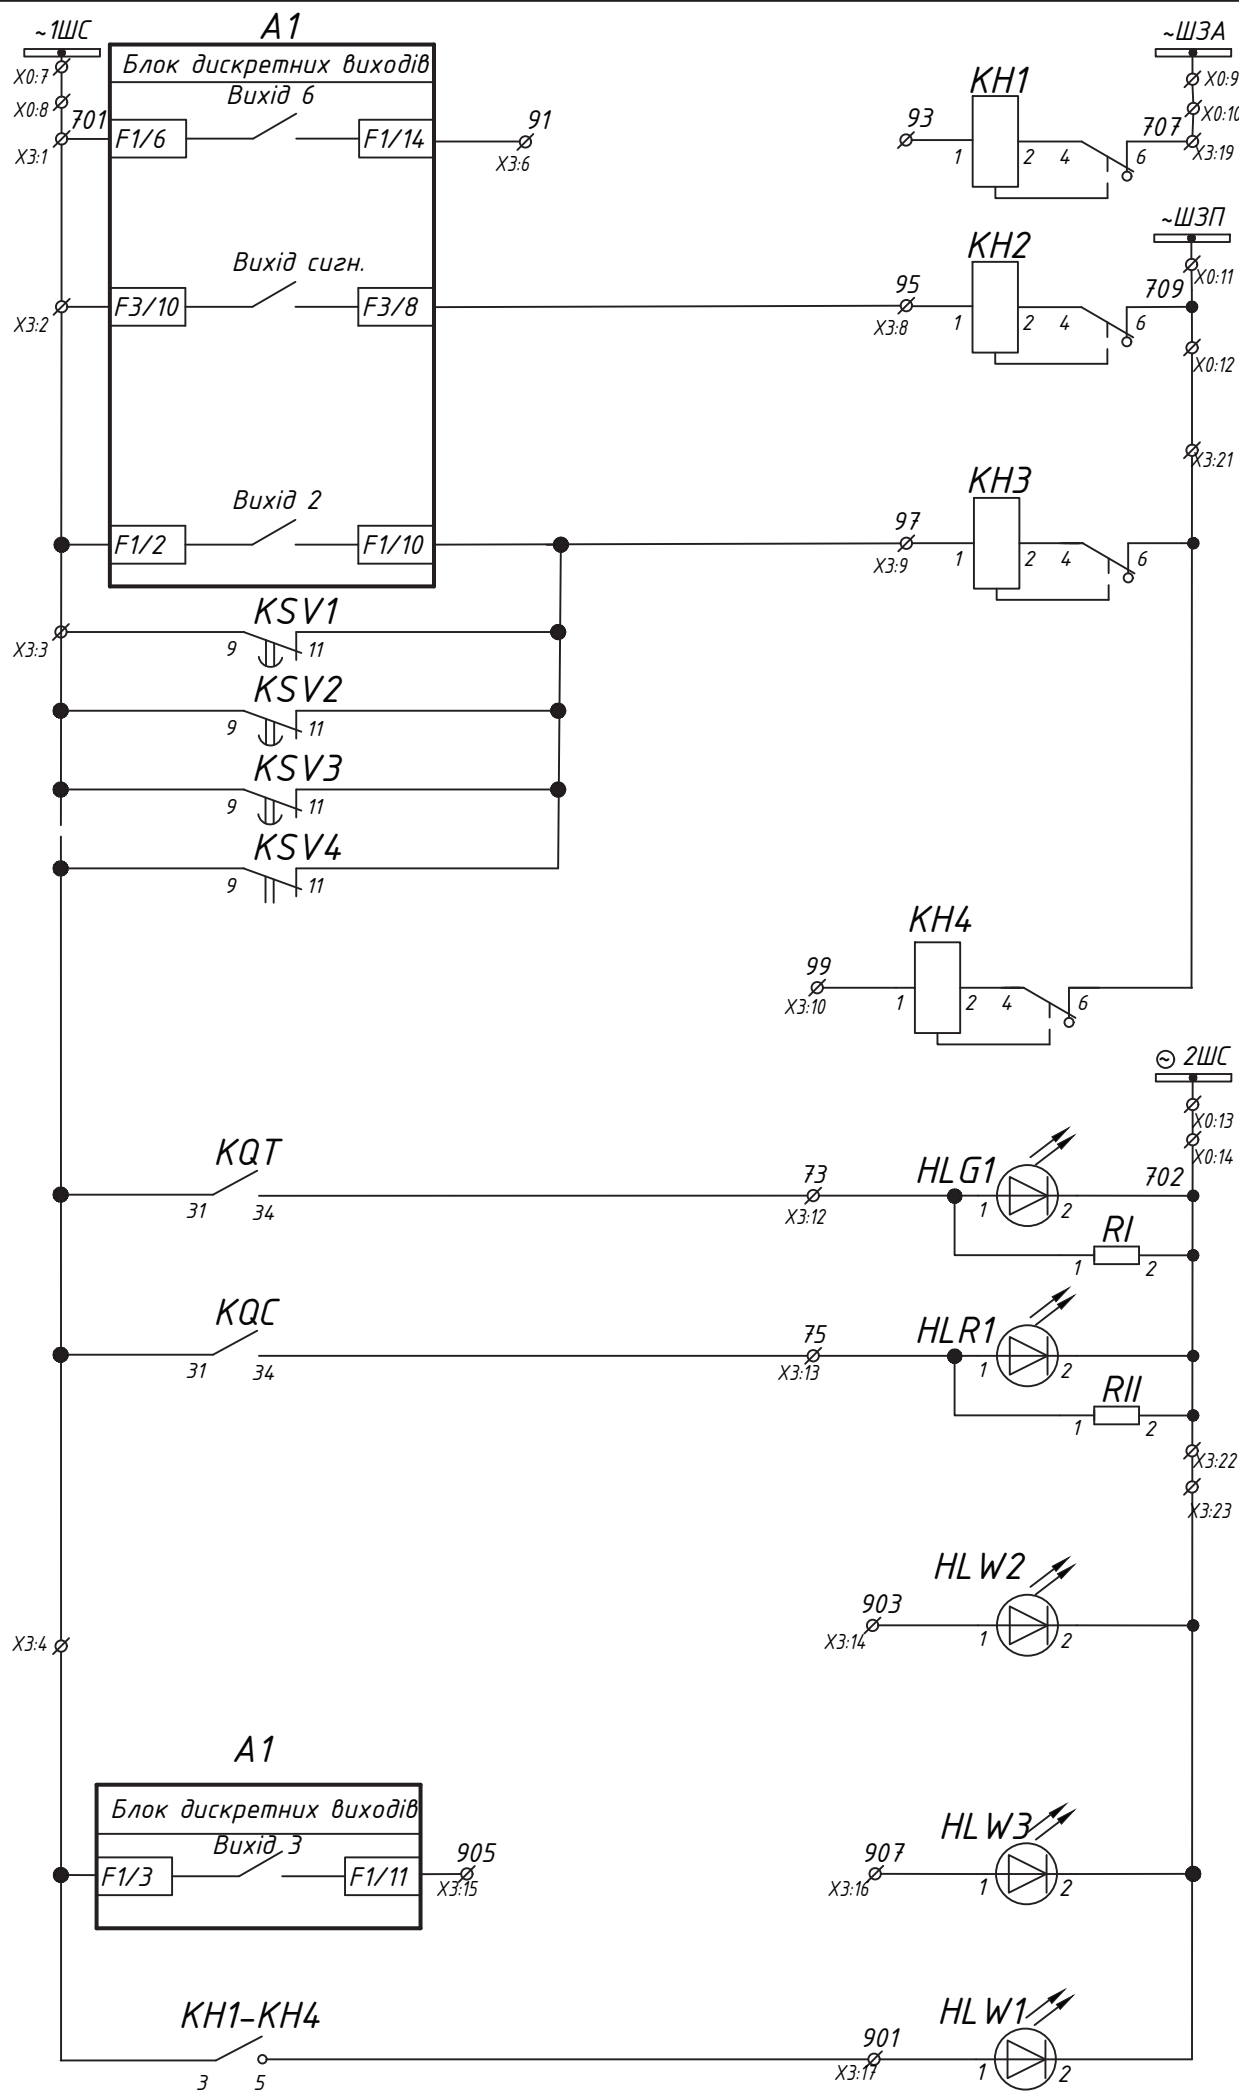 ~1ШС
A1
~ШЗА
Блок дискретних виходів
X0:7
X0:9
KH1
Вихід 6
X0:8
X0:10
701
91
93
707
F1/6
F1/14
X3:1
X3:6
1
2
4
6
X3:19
~ШЗП
KH2
Вихід сигн.
X0:11
95
709
F3/10
F3/8
X3:2
X3:8
1
2
4
6
X0:12
X3:21
KH3
Вихід 2
97
F1/2
F1/10
X3:9
1
2
4
6
KSV1
X3:3
9
11
KSV2
9
11
KSV3
9
11
KSV4
9
11
KH4
99
X3:10
1
2
4
6
~ 2ШС
X0:13
X0:14
KQT
73
HLG1
702
31
34
X3:12
1
2
RI
1
2
KQC
75
HLR1
31
34
X3:13
1
2
RII
1
2
X3:22
X3:23
HLW2
903
X3:4
X3:14
1
2
A1
Блок дискретних виходів
HLW3
Вихід 3
905
907
F1/3
F1/11
X3:15
X3:16
1
2
KH1-KH4
HLW1
901
3
5
X3:17
1
2